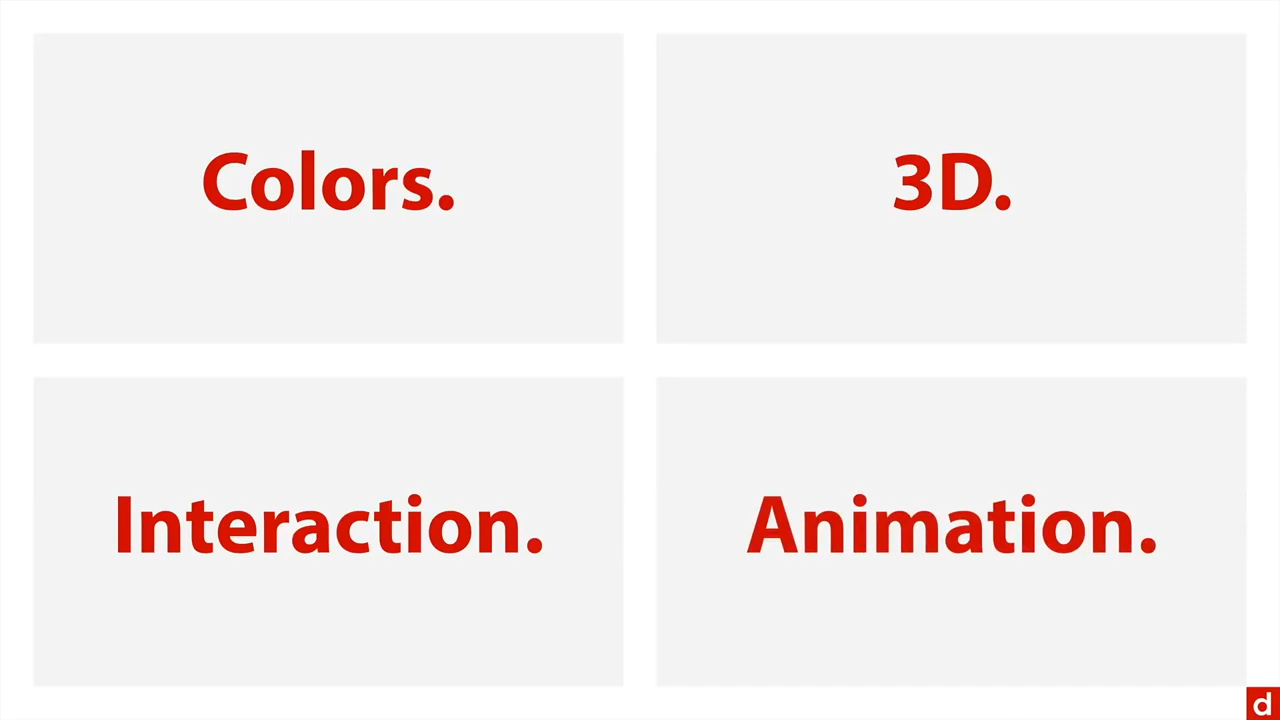 Colors.
3D.
Interaction.
Animation.
d